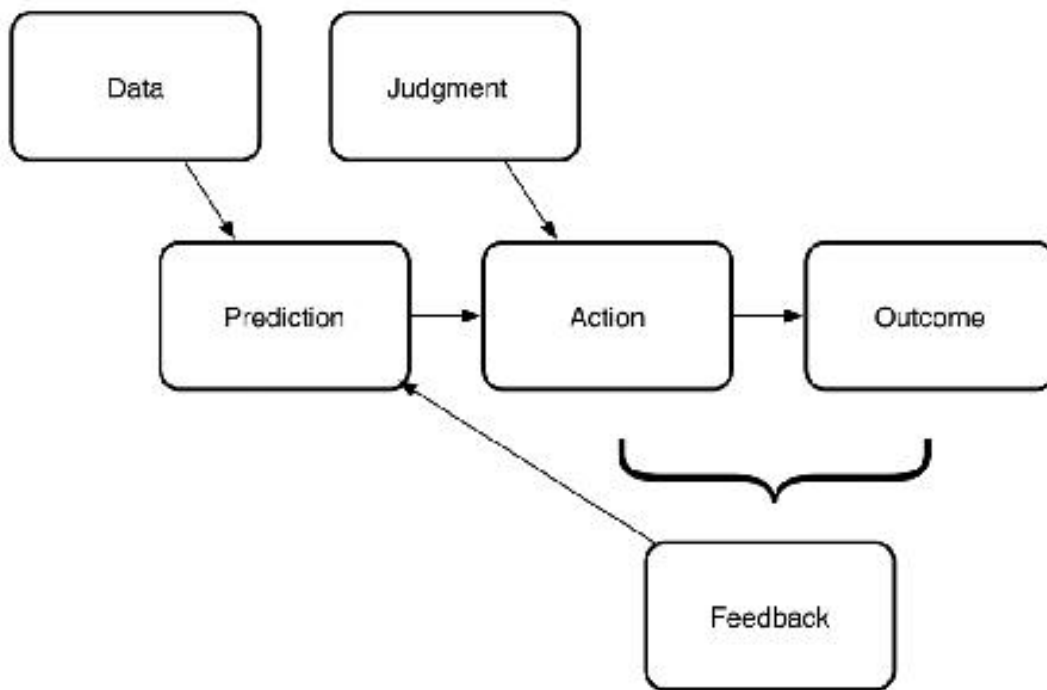 Data
Judgment
Prediction
Action
Outcome
Feedback